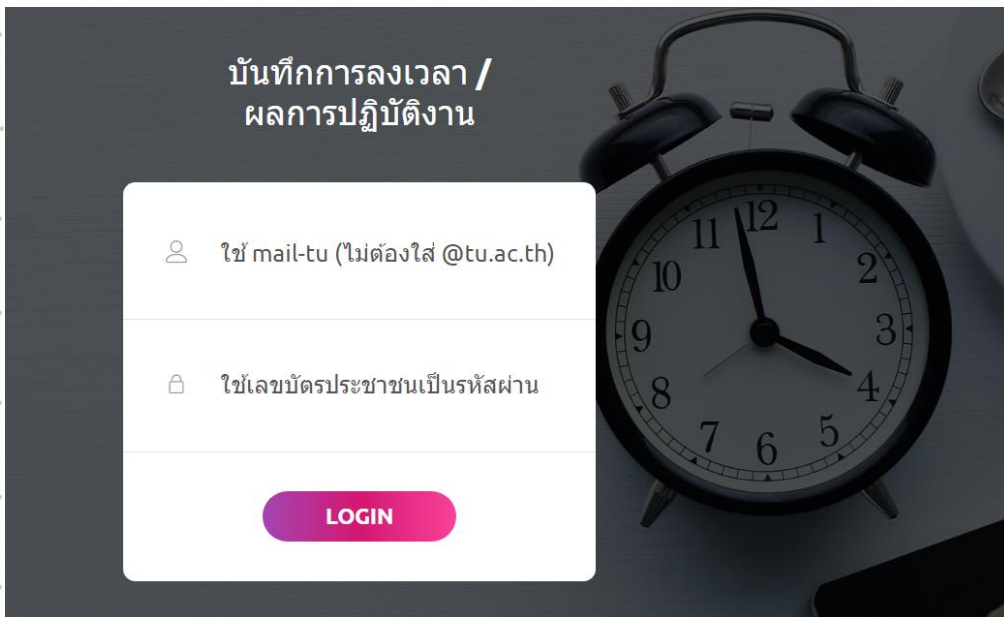 บันทึกการลงเวลา /
ผลการปฏิบัติงาน
ใช้ mail-tu (ไม่ต้องใส่ @tu.ac.th)
ใช้เลขบัตรประชาชนเป็นรหัสผ่าน
LOGIN
12
1
2
3
4
5
6
7
8
9
10
11